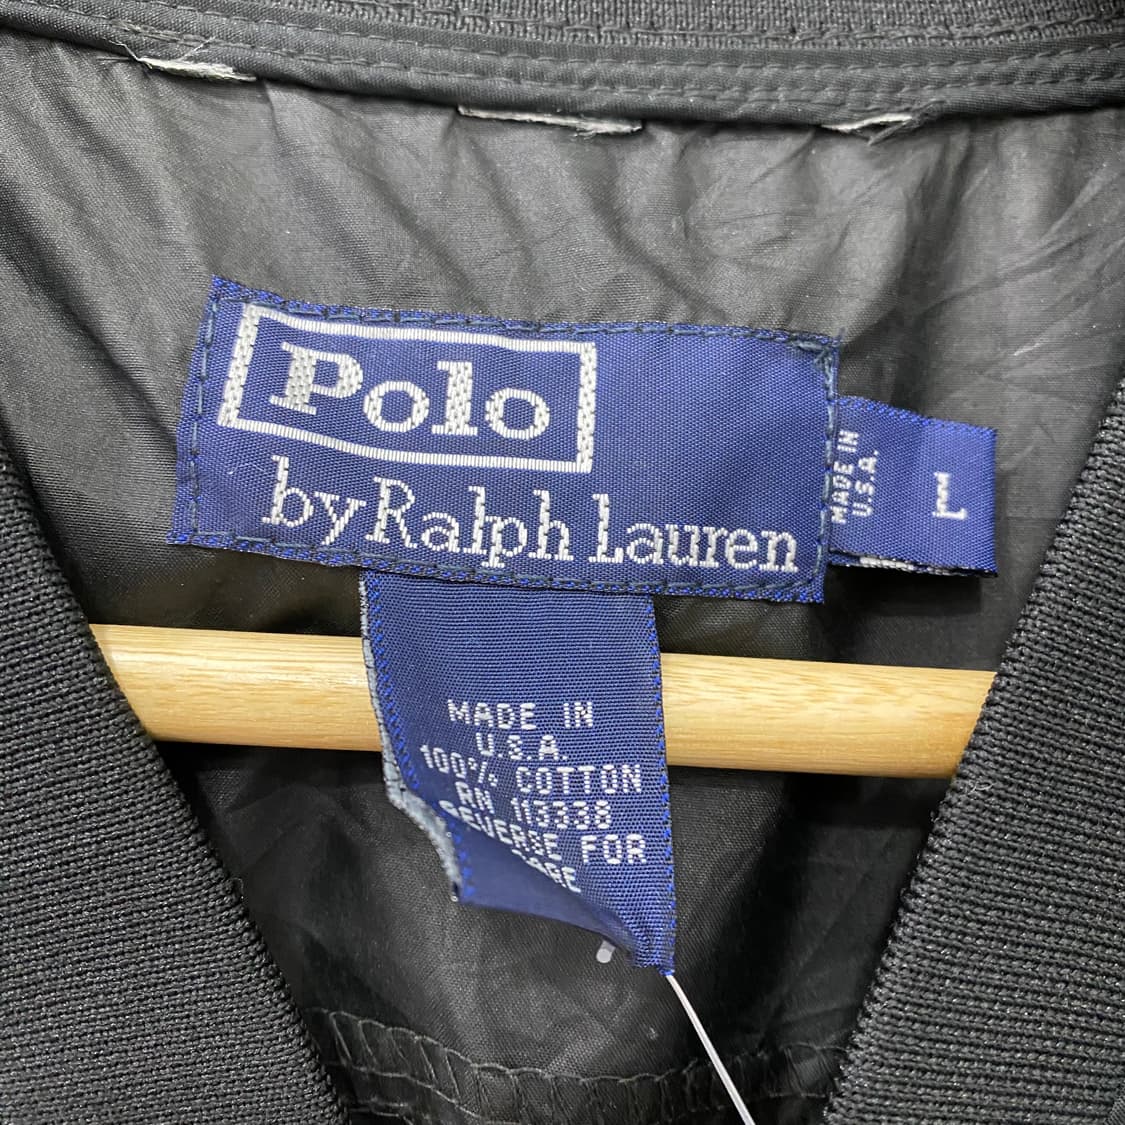 Polo
by Ralph Lauren
MADE IN
U.S.A.
L
MADE IN
U.S.A.
100% COTTON
RN 113338
REVERSE FOR